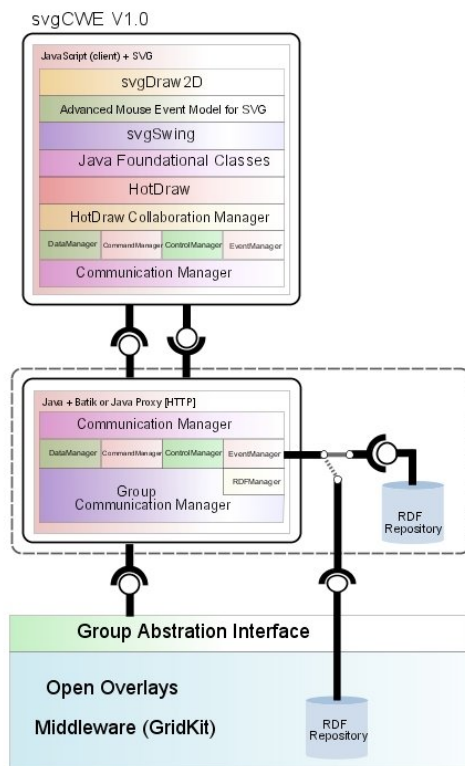 svgCWE V1.0
JavaScript (client) + SVG
svgDraw2D
Advanced Mouse Event Model for SVG
svgSwing
Java Foundational Classes
HotDraw
HotDraw Collaboration Manager
DataManager CommandManager ControlManager EventManager
Communication Manager
Java + Batik or Java Proxy [HTTP]
Communication Manager
DataManager CommandManager ControlManager EventManager
RDFManager
Group
Communication Manager
RDF
Repository
Group Abstration Interface
Open Overlays
Middleware (GridKit)
RDF
Repository